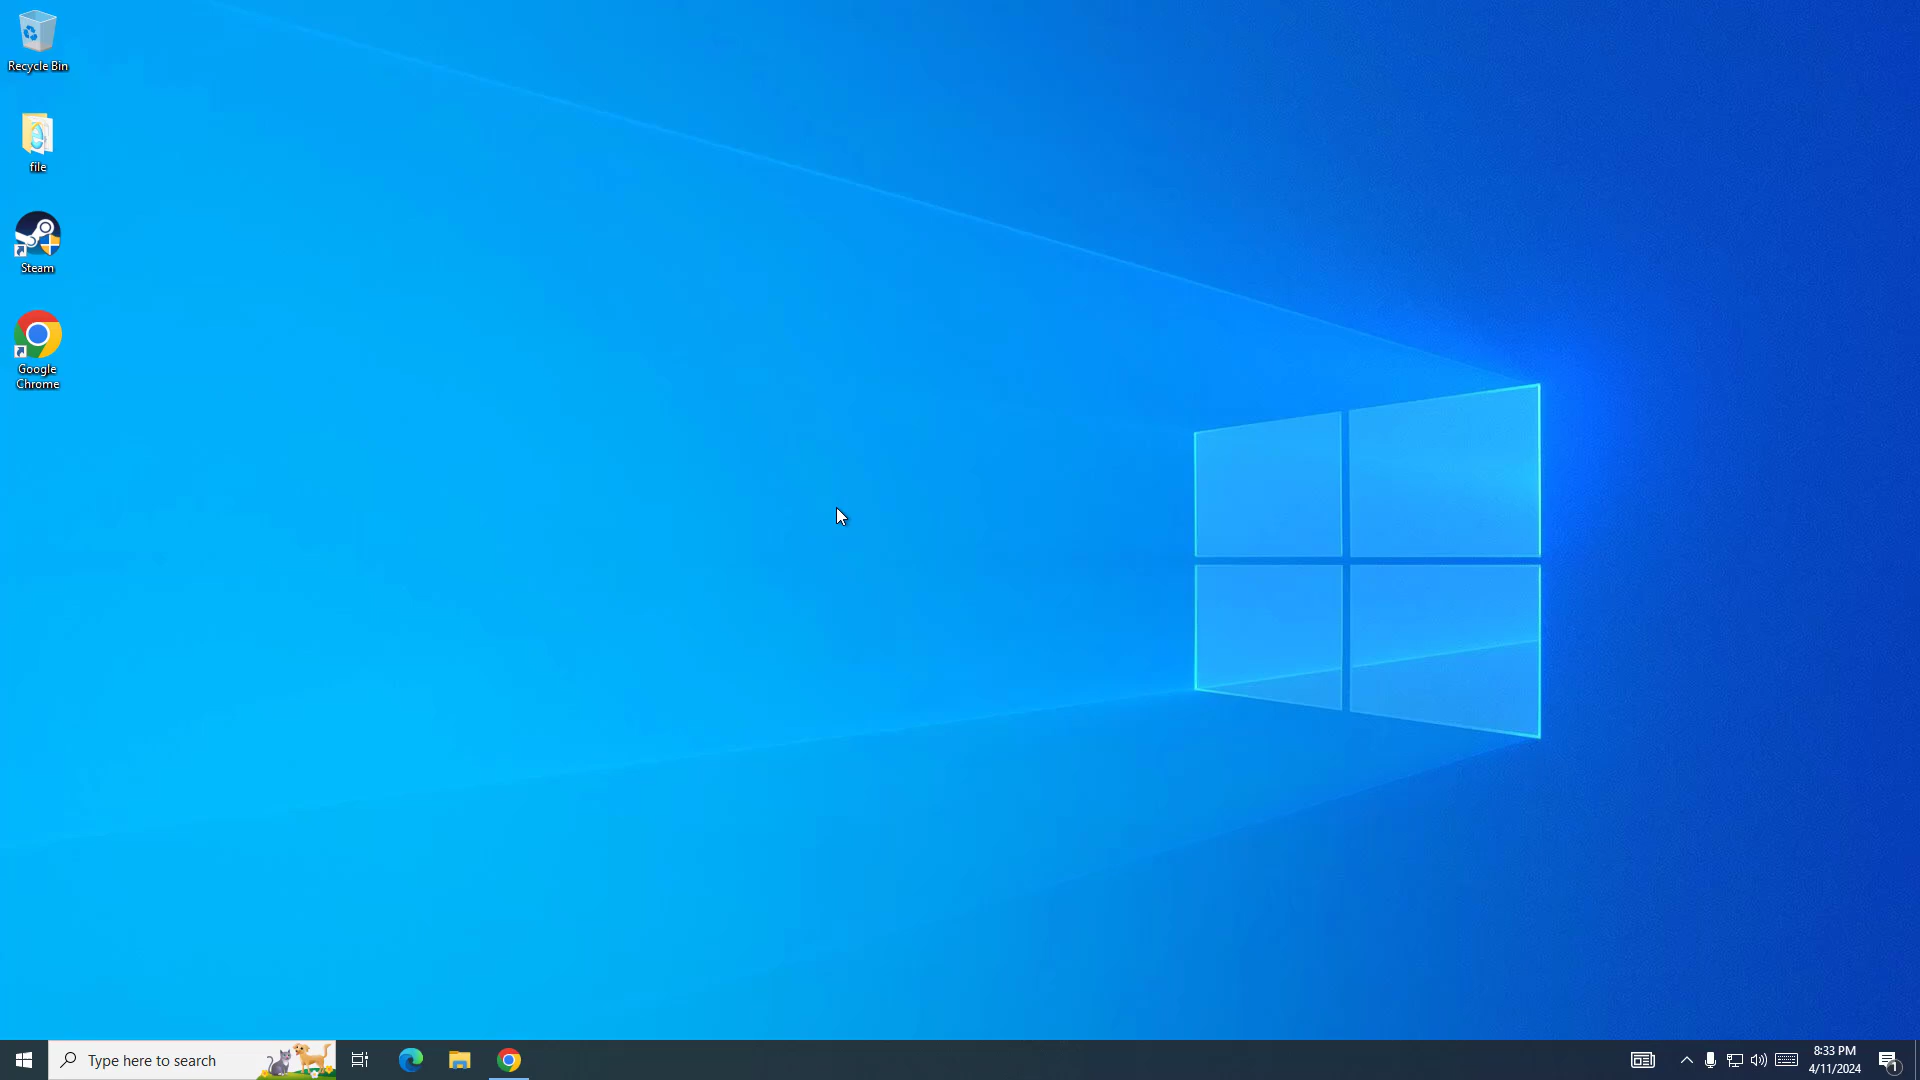 Recycle Bin
file
Steam
Google
Chrome
Type here to search
8:33 PM
4/11/2024
1